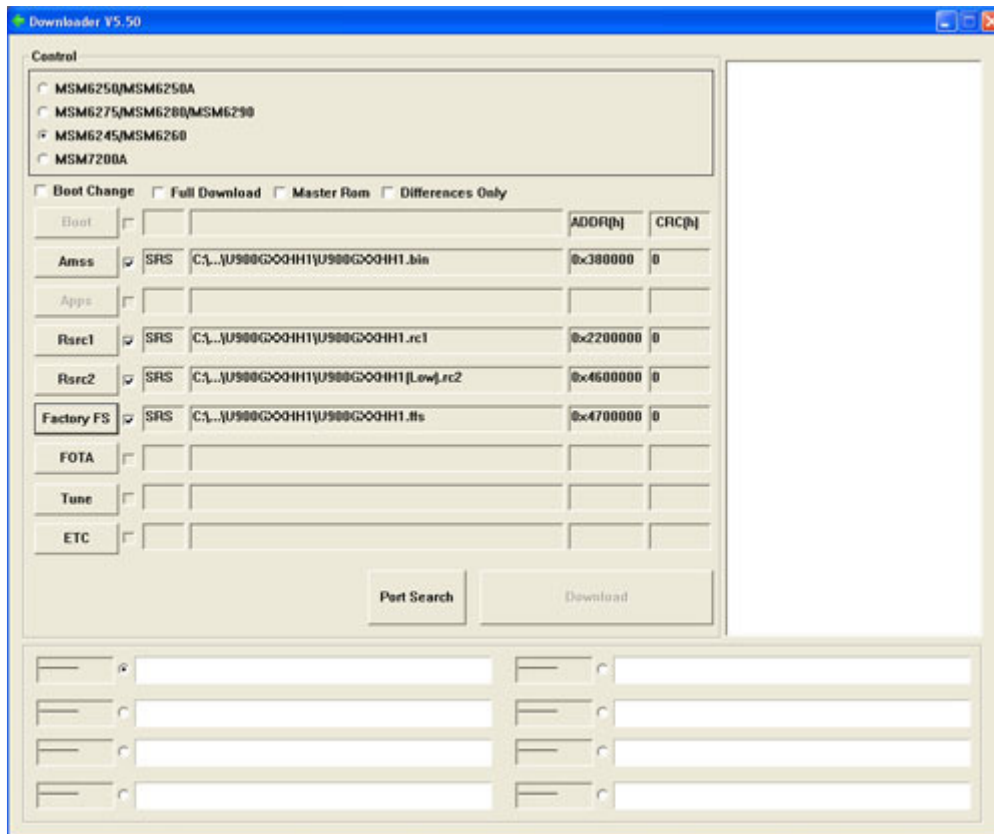 Downloader V5.50
Control
MSM6250/MSM6250A
MSM6275/MSM6280/MSM6290
MSM6245/MSM6260
MSM7200A
Boot Change Full Download Master Rom Differences Only
Boot ADDR(h) CRC(h)
Amss SRS C:\...\U900GXXHH1\U900GXXHH1.bin 0x380000 0
Apps
Rsrc1 SRS C:\...\U900GXXHH1\U900GXXHH1.rc1 0x2200000 0
Rsrc2 SRS C:\...\U900GXXHH1\U900GXXHH1(Low).rc2 0x4600000 0
Factory FS SRS C:\...\U900GXXHH1\U900GXXHH1.ffs 0x4700000 0
FOTA
Tune
ETC
Port Search Download